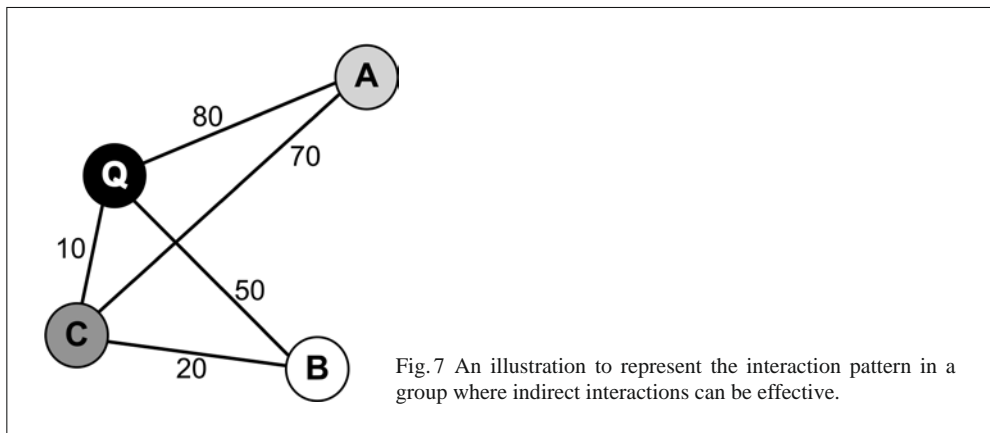 A
80
70
Q
10
50
C
20
B
Fig. 7 An illustration to represent the interaction pattern in a
group where indirect interactions can be effective.